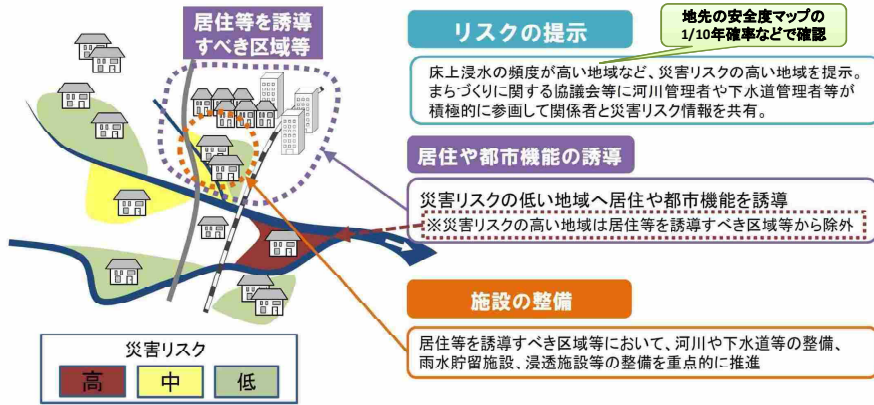 居住等を誘導
すべき区域等
リスクの提示
地先の安全度マップの
1/10年確率などで確認
床上浸水の頻度が高い地域など、災害リスクの高い地域を提示。
まちづくりに関する協議会等に河川管理者や下水道管理者等が
積極的に参画して関係者と災害リスク情報を共有。
居住や都市機能の誘導
災害リスクの低い地域へ居住や都市機能を誘導
※災害リスクの高い地域は居住等を誘導すべき区域等から除外
施設の整備
居住等を誘導すべき区域等において、河川や下水道等の整備、
雨水貯留施設、浸透施設等の整備を重点的に推進
災害リスク
高 中 低